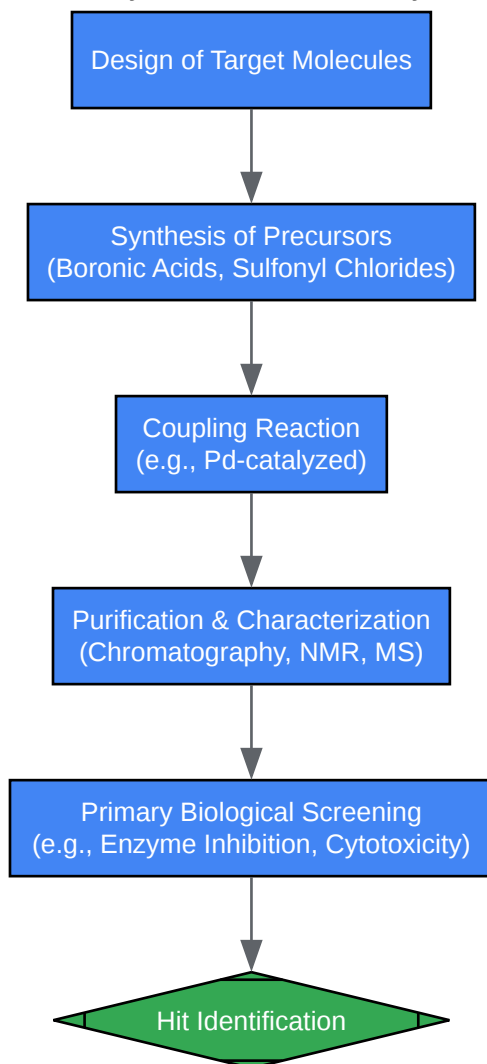 Design of Target Molecules
Synthesis of Precursors
(Boronic Acids, Sulfonyl Chlorides)
Coupling Reaction
(e.g., Pd-catalyzed)
Purification & Characterization
(Chromatography, NMR, MS)
Primary Biological Screening
(e.g., Enzyme Inhibition, Cytotoxicity)
Hit Identification